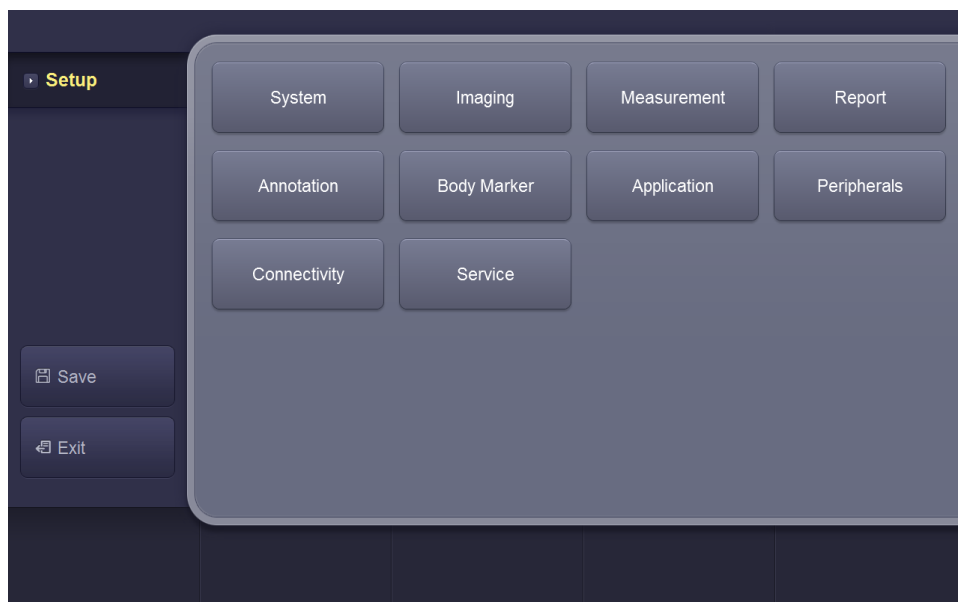 Setup
System
Imaging
Measurement
Report
Annotation
Body Marker
Application
Peripherals
Connectivity
Service
Save
Exit